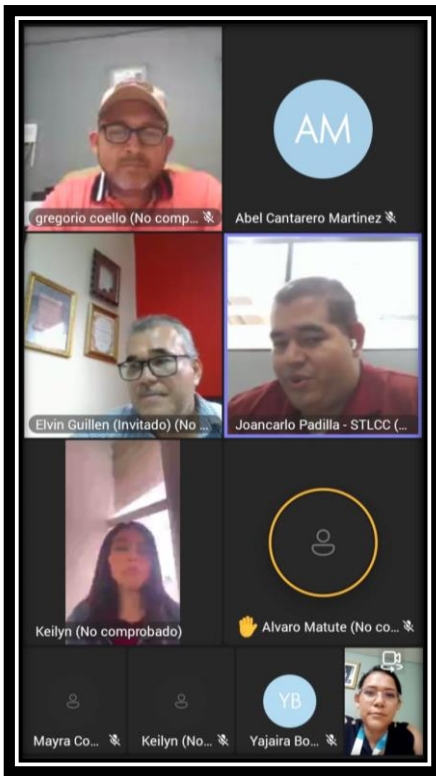 gregorio coello (No comp...
AM
Abel Cantarero Martinez
Elvin Guillen (Invitado) (No ...
Joancarlo Padilla - STLCC (...
Keilyn (No comprobado)
Alvaro Matute (No co...
Mayra Co...
Keilyn (No...
YB
Yajaira Bo...